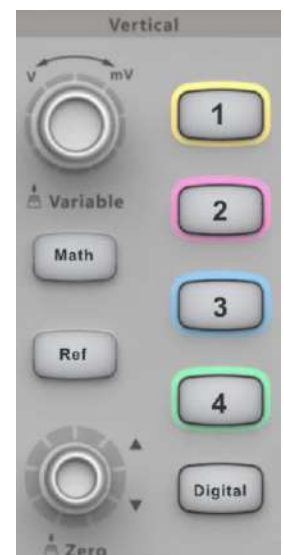 Vertical
V mV
1
2
Variable
Math
3
Ref
4
Digital
Zero